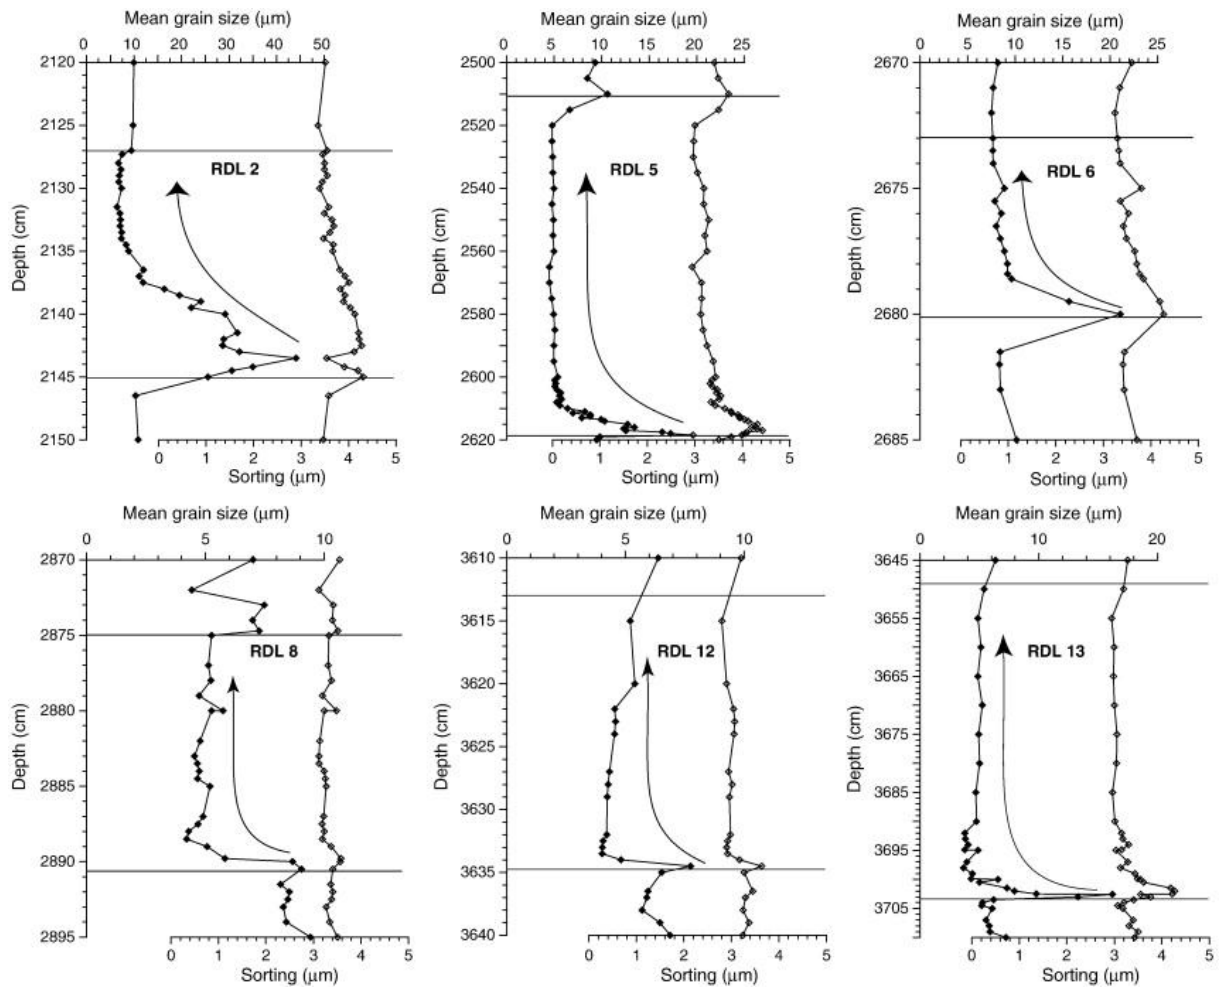 Mean grain size (μm) Mean grain size (μm) Mean grain size (μm)
0 10 20 30 40 50 0 5 10 15 20 25 0 5 10 15 20 25
2120 2125 2130 2135 2140 2145 2150
Depth (cm)
RDL 2
0 1 2 3 4 5
Sorting (μm)
2500 2520 2540 2560 2580 2600 2620
Depth (cm)
RDL 5
0 1 2 3 4 5
Sorting (μm)
2670 2675 2680 2685
Depth (cm)
RDL 6
0 1 2 3 4 5
Sorting (μm)
Mean grain size (μm) Mean grain size (μm) Mean grain size (μm)
0 5 10 0 5 10 0 10 20
2870 2875 2880 2885 2890 2895
Depth (cm)
RDL 8
0 1 2 3 4 5
Sorting (μm)
3610 3615 3620 3625 3630 3635 3640
Depth (cm)
RDL 12
0 1 2 3 4 5
Sorting (μm)
3645 3655 3665 3675 3685 3695 3705
Depth (cm)
RDL 13
0 1 2 3 4 5
Sorting (μm)